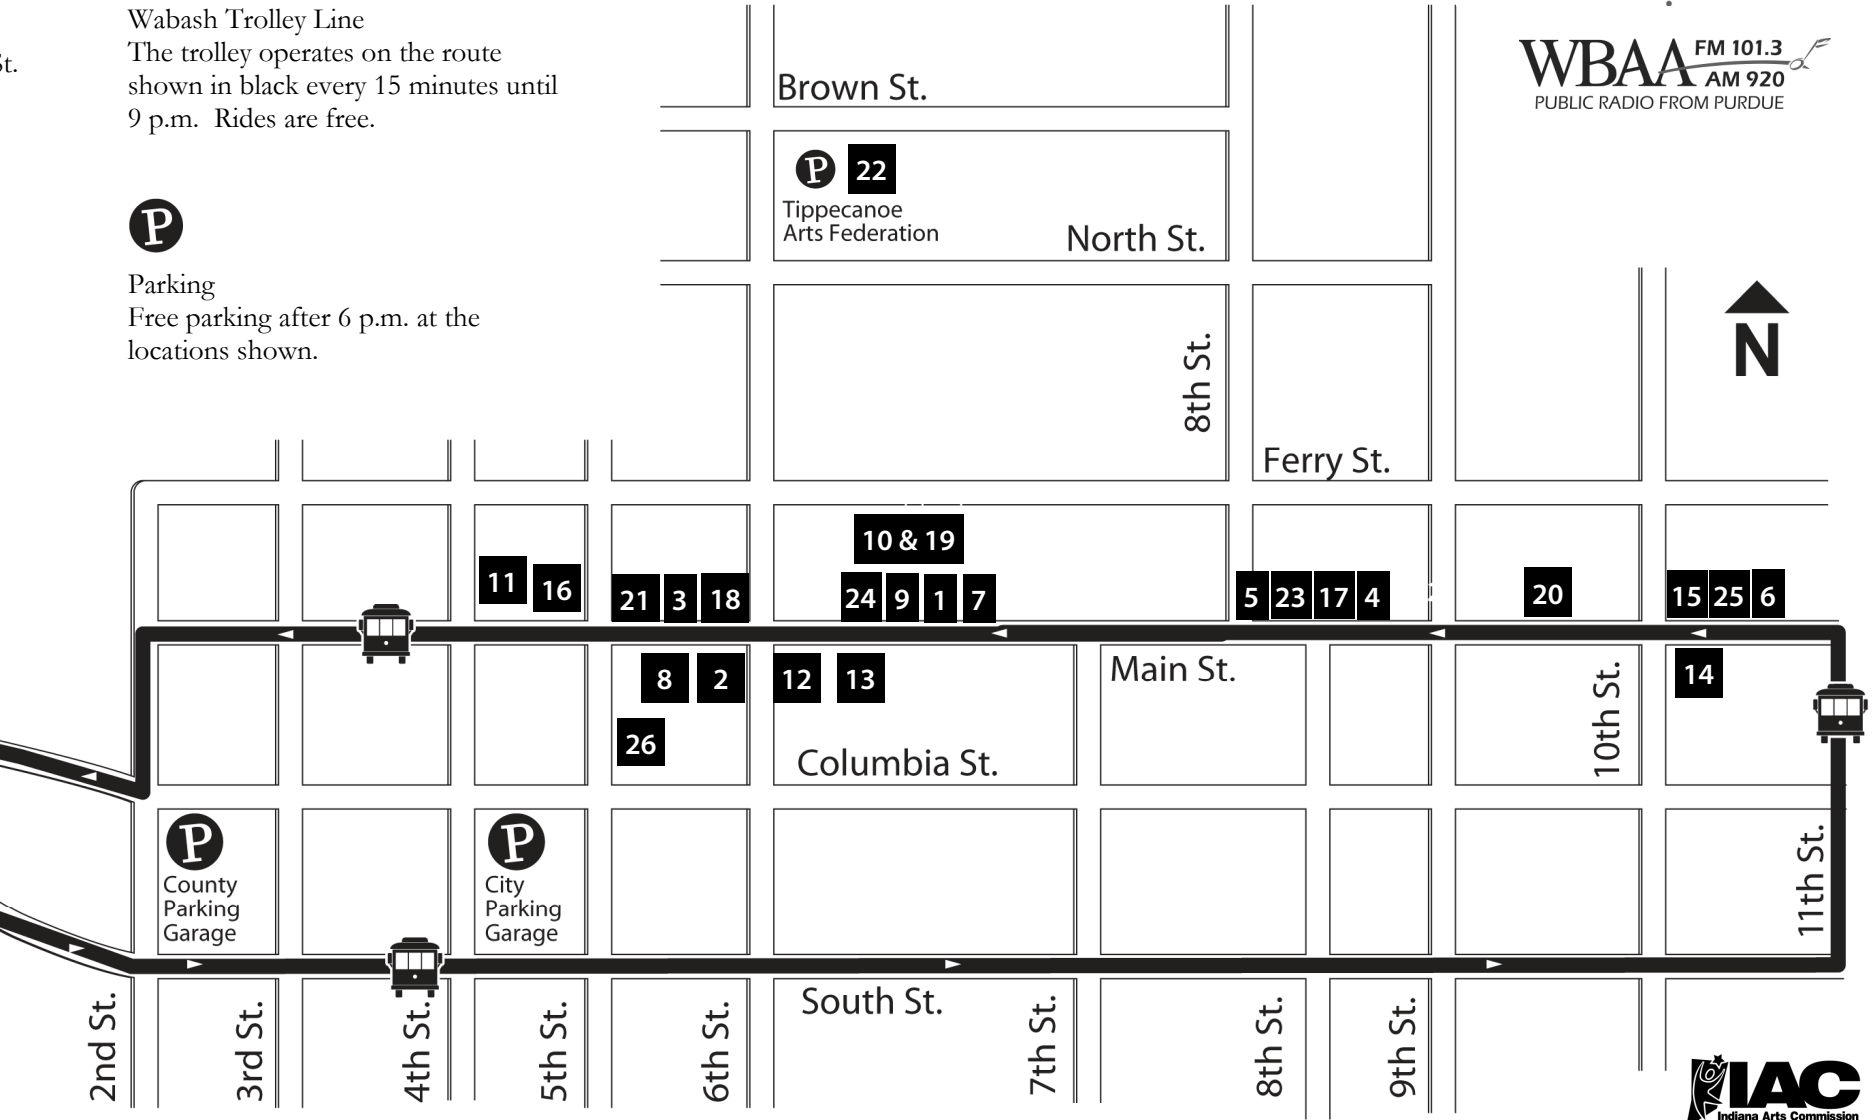 St.
Wabash Trolley Line
The trolley operates on the route
shown in black every 15 minutes until
9 p.m. Rides are free.
P
Parking
Free parking after 6 p.m. at the
locations shown.
WBAA FM 101.3
AM 920
PUBLIC RADIO FROM PURDUE
Brown St.
P 22
Tippecanoe
Arts Federation
North St.
N
8th St.
Ferry St.
10 & 19
11 16 21 3 18 24 9 1 7 5 23 17 4 20 15 25 6
8 2 12 13 Main St. 14
26
Columbia St.
10th St.
P
County
Parking
Garage
P
City
Parking
Garage
11th St.
South St.
2nd St.
3rd St.
4th St.
5th St.
6th St.
7th St.
8th St.
9th St.
IAC
Indiana Arts Commission